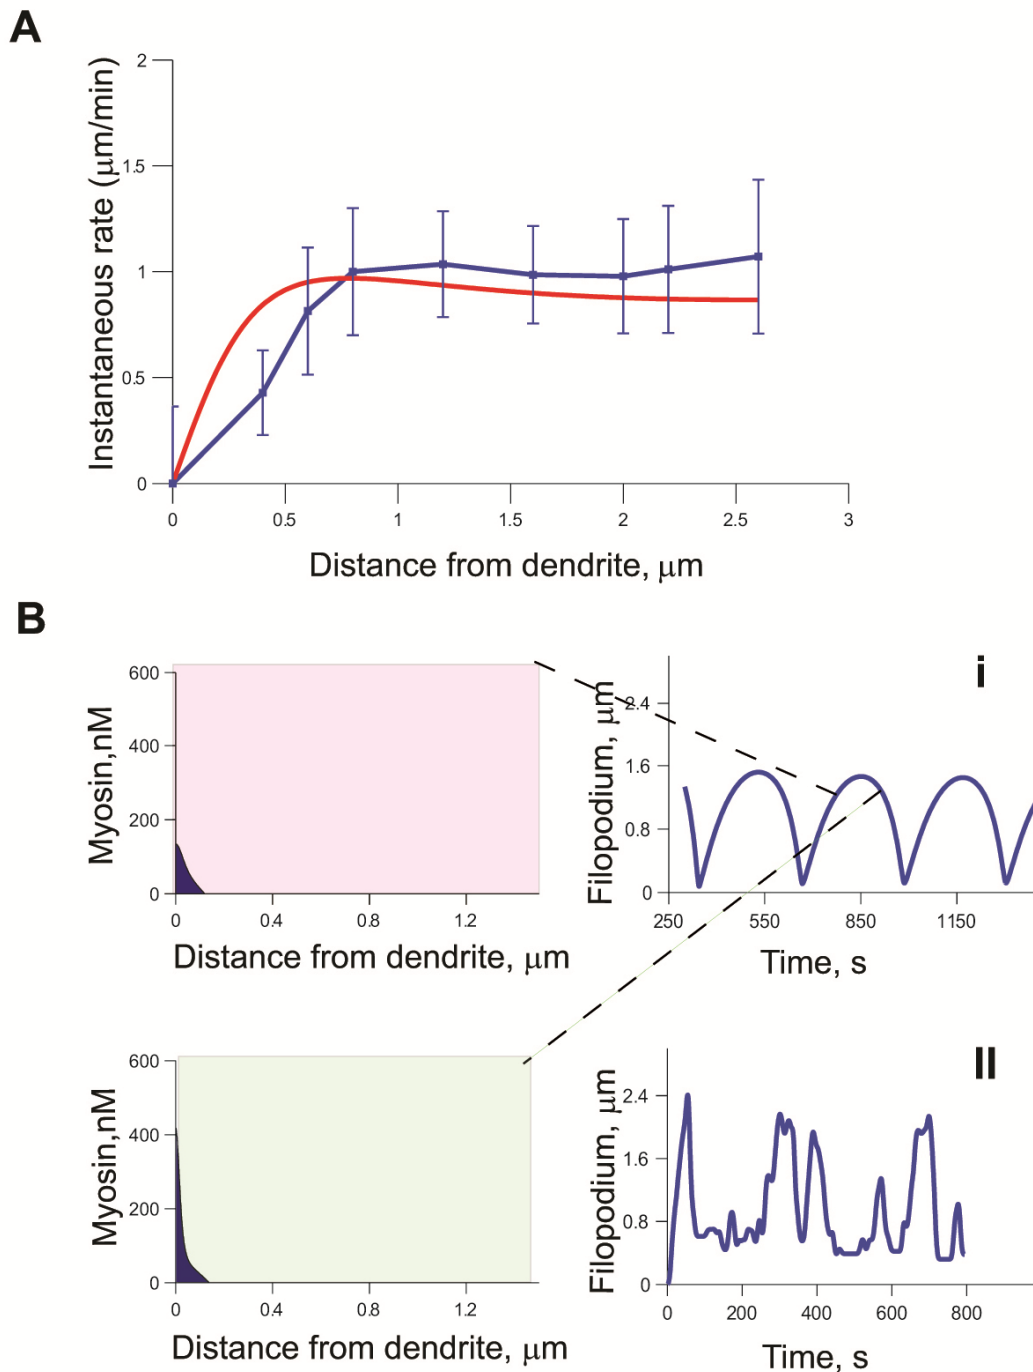 A
Instantaneous rate (μm/min)
2
1.5
1
0.5
0
0 0.5 1 1.5 2 2.5 3
Distance from dendrite, μm
B
Myosin,nM
600
400
200
0
0 0.4 0.8 1.2
Distance from dendrite, μm
i
Filopodium, μm
2.4
1.6
0.8
0
250 550 850 1150
Time, s
Myosin,nM
600
400
200
0
0 0.4 0.8 1.2
Distance from dendrite, μm
II
Filopodium, μm
2.4
1.6
0.8
0
0 200 400 600 800
Time, s